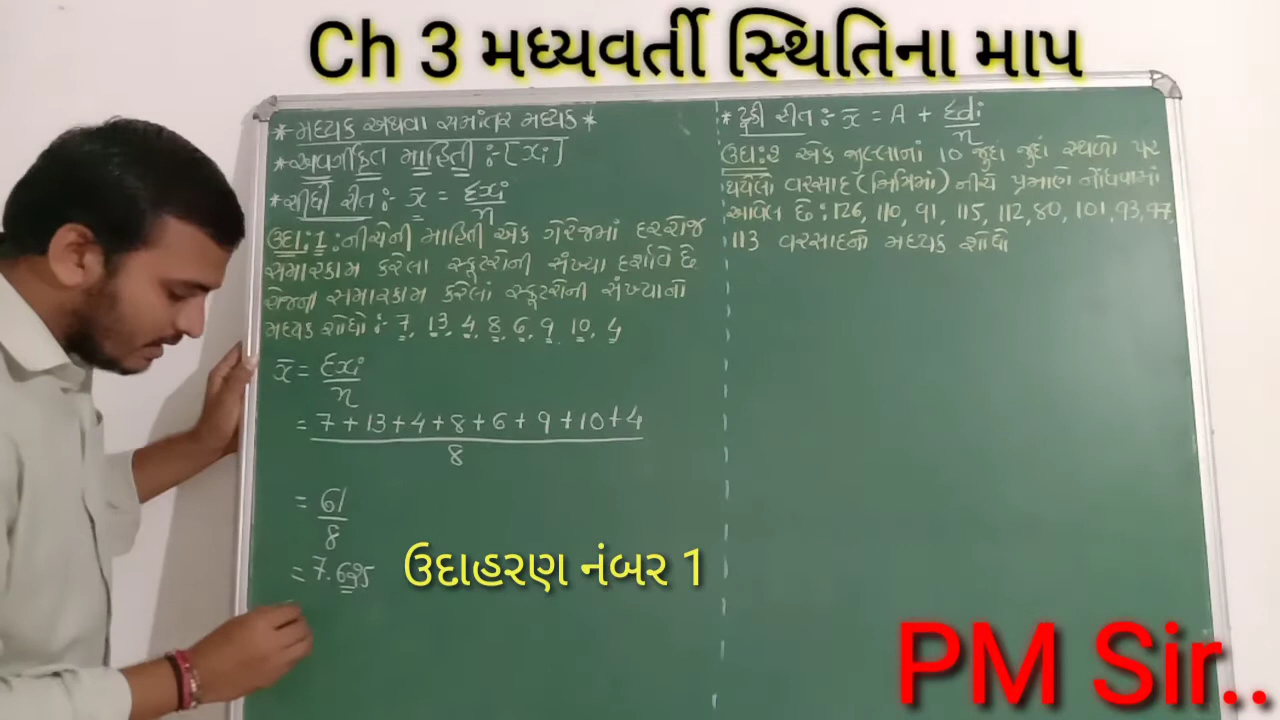 Ch 3 મધ્યવર્તી સ્થિતિના માપ
*-મધ્યક અથવા સમાંતર મધ્યક*
*અવર્ગીકૃત માહિતી :-[xi]
*સીધી રીત :- x̄ = Σxi/n
ઉદા:1 :નીચેની માહિતી એક ગેરેજમાં દરરોજ
સમારકામ કરેલા સ્કૂટરોની સંખ્યા દર્શાવે છે
રોજના સમારકામ કરેલાં સ્કૂટરોની સંખ્યાનો
મધ્યક શોધો :- 7, 13, 4, 8, 6, 9, 10, 4
x̄ = Σxi/n
= 7+13+4+8+6+9+10+4
8
= 61
8
= 7.625
* ટૂંકી રીત :- x̄ = A + Σdi/n
ઉદા:2 એક જીલ્લાનાં 10 જુદા જુદાં સ્થળો પર
થયેલો વરસાદ(મિમિમાં) નીચે પ્રમાણે નોંધવામાં
આવેલ છે : 126, 110, 91, 115, 112, 80, 101, 93, 97,
113 વરસાદનો મધ્યક શોધો
ઉદાહરણ નંબર 1
PM Sir..